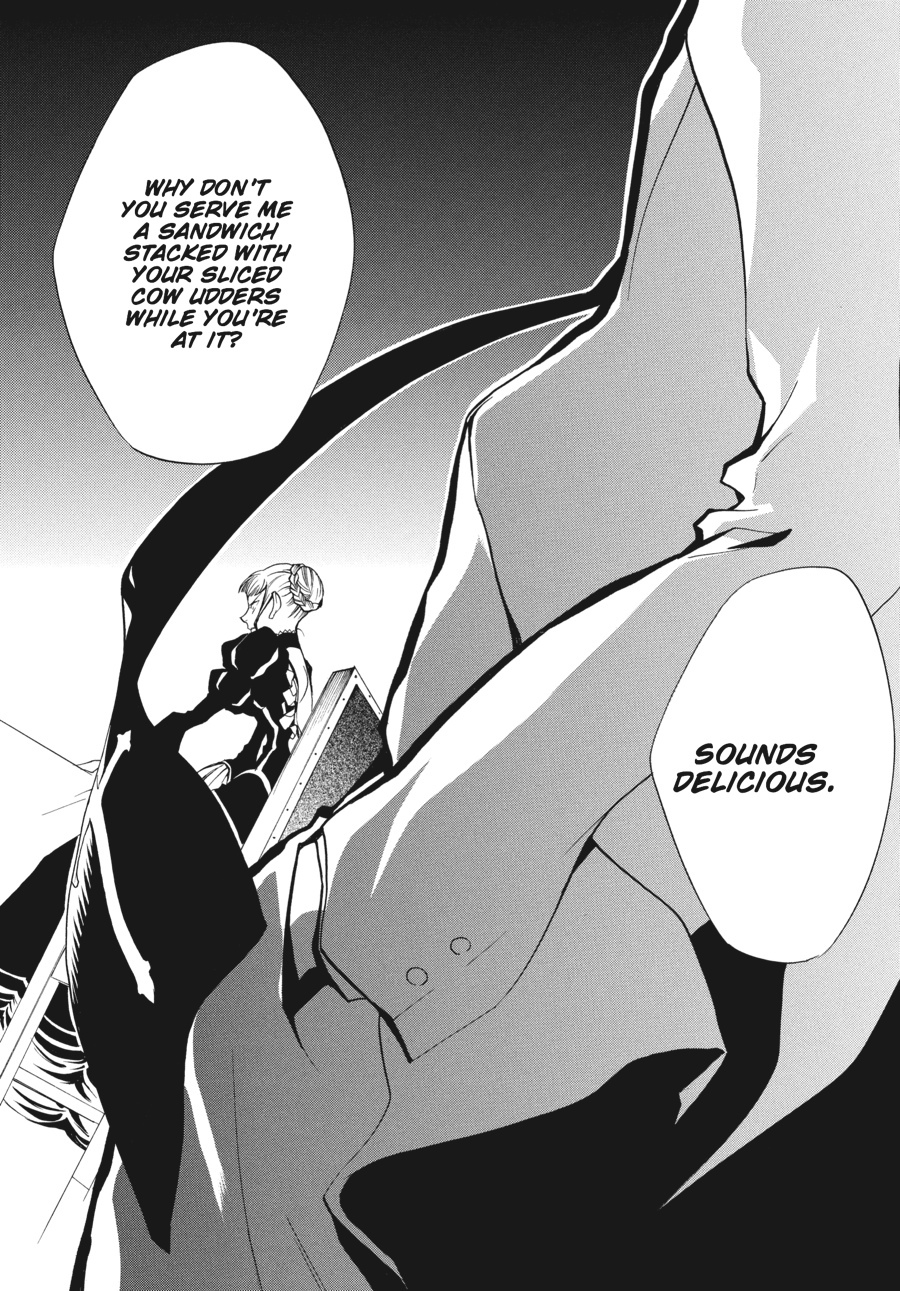 WHY DON'T
YOU SERVE ME
A SANDWICH
STACKED WITH
YOUR SLICED
COW UDDERS
WHILE YOU'RE
AT IT?
SOUNDS
DELICIOUS.